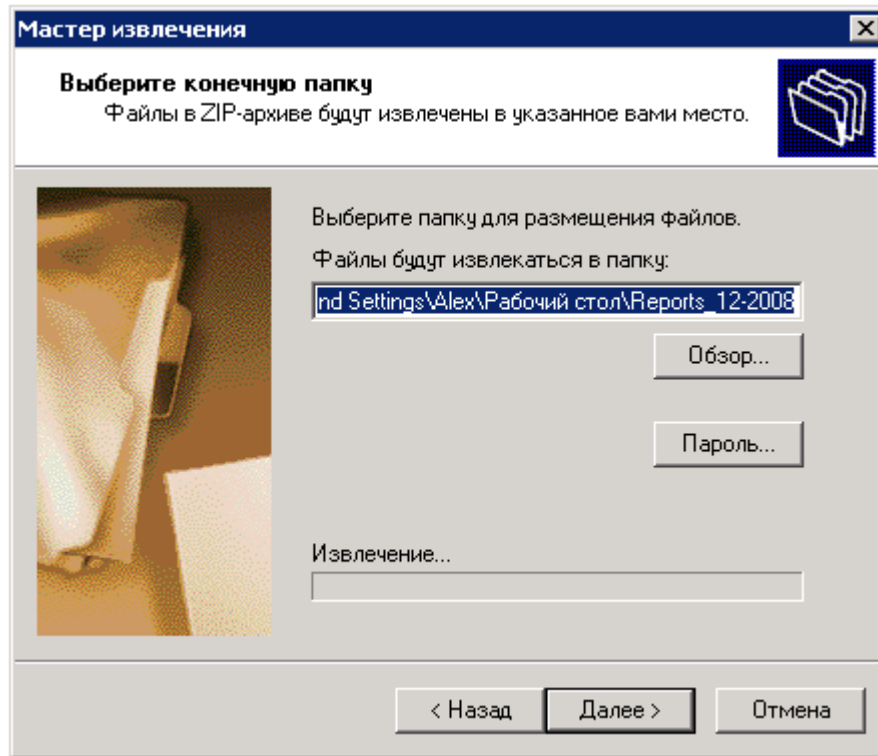 Мастер извлечения
Выберите конечную папку
Файлы в ZIP-архиве будут извлечены в указанное вами место.
Выберите папку для размещения файлов.
Файлы будут извлекаться в папку:
nd Settings\Alex\Рабочий стол\Reports_12-2008
Обзор...
Пароль...
Извлечение...
< Назад
Далее >
Отмена